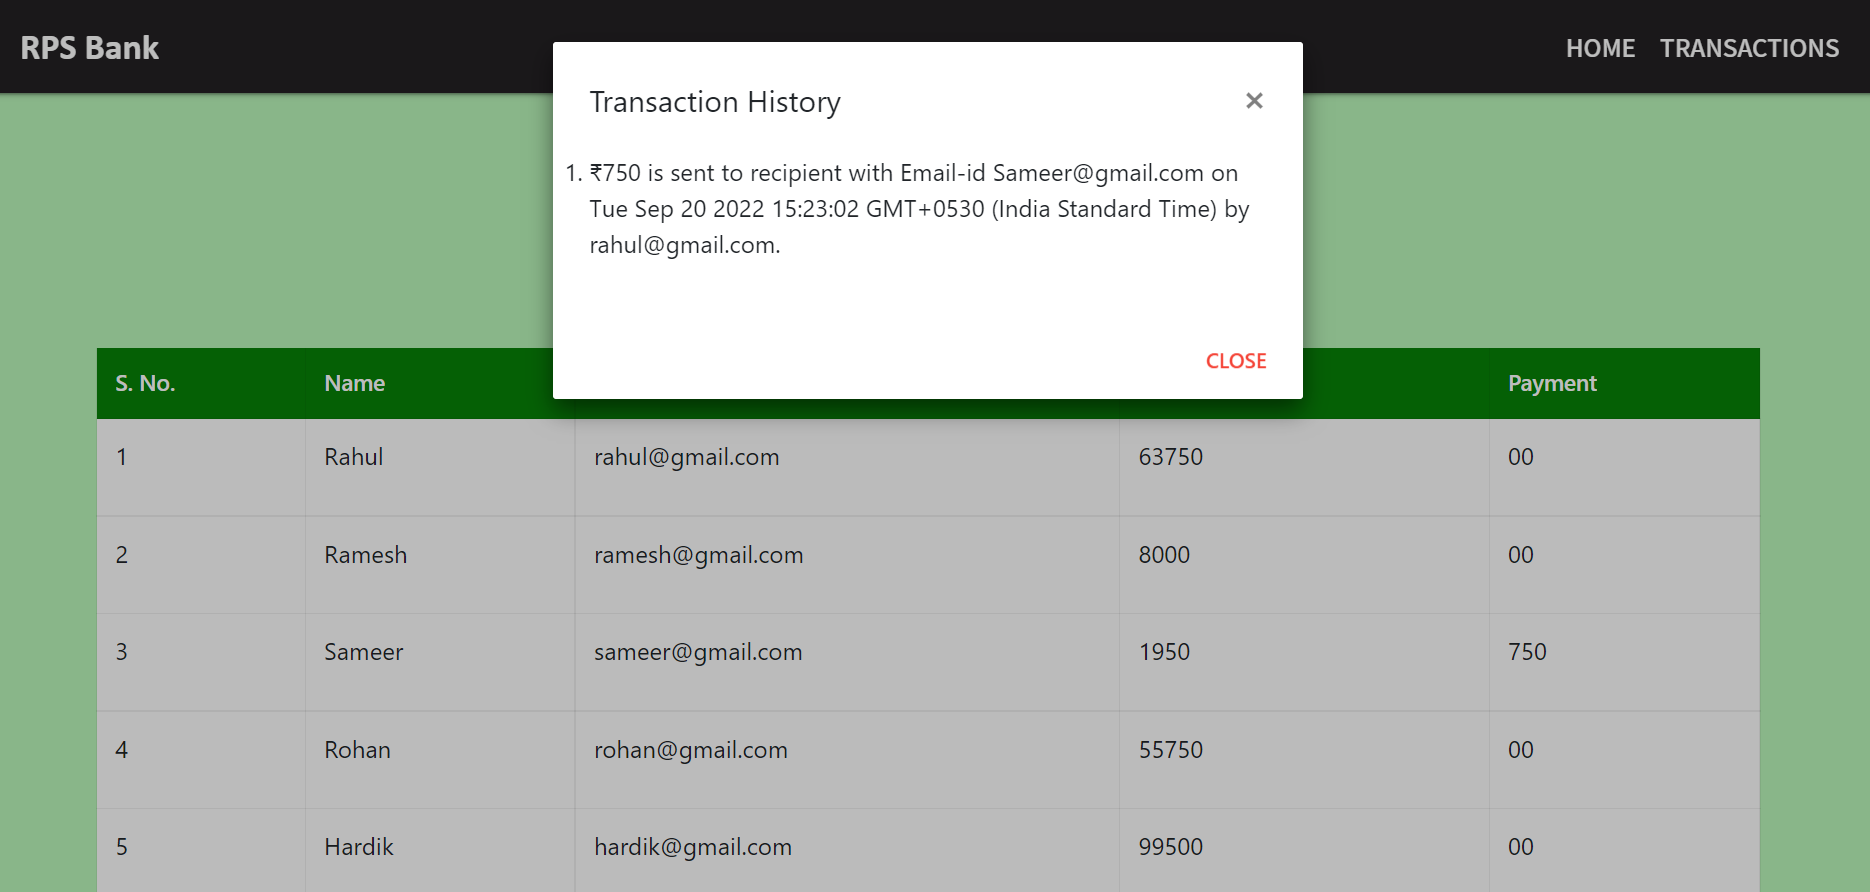 RPS Bank
HOME TRANSACTIONS
Transaction History ×
1. ₹750 is sent to recipient with Email-id Sameer@gmail.com on
Tue Sep 20 2022 15:23:02 GMT+0530 (India Standard Time) by
rahul@gmail.com.
CLOSE
S. No. Name Payment
1 Rahul rahul@gmail.com 63750 00
2 Ramesh ramesh@gmail.com 8000 00
3 Sameer sameer@gmail.com 1950 750
4 Rohan rohan@gmail.com 55750 00
5 Hardik hardik@gmail.com 99500 00